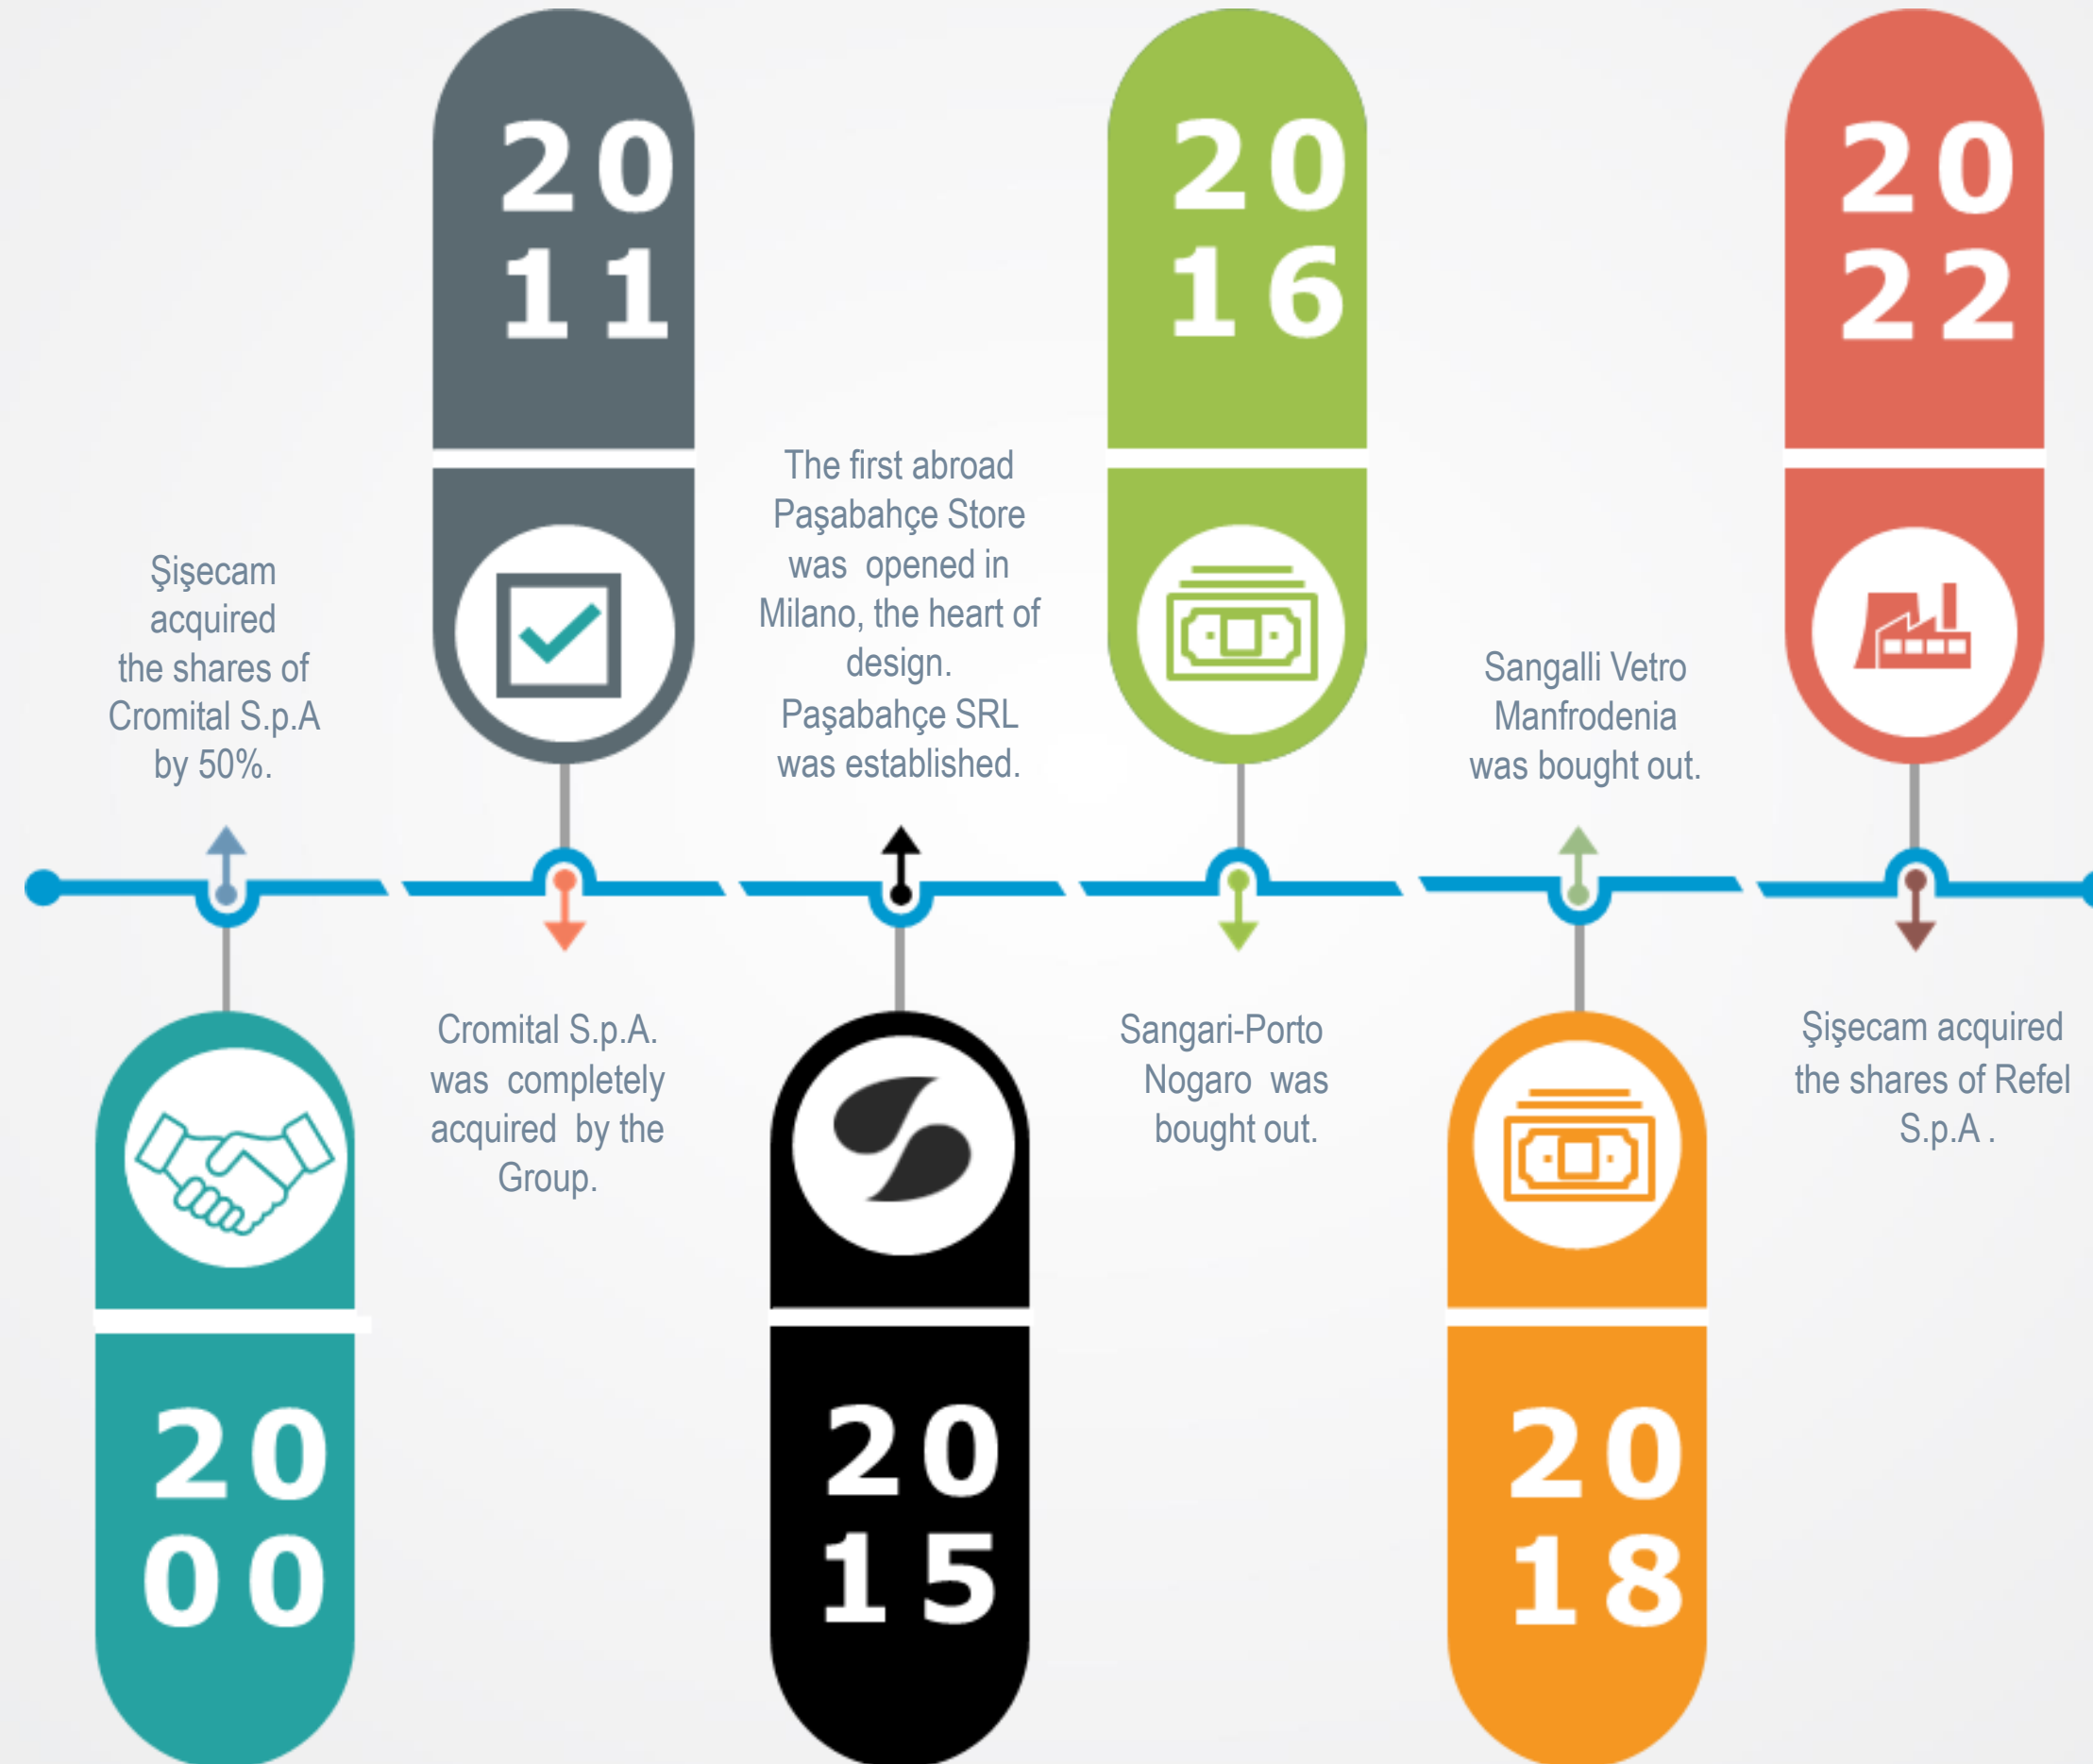 Şişecam
acquired
the shares of
Cromital S.p.A
by 50%.
20
00
20
11
Cromital S.p.A.
was completely
acquired by the
Group.
The first abroad
Paşabahçe Store
was opened in
Milano, the heart of
design.
Paşabahçe SRL
was established.
20
15
20
16
Sangari-Porto
Nogaro was
bought out.
Sangalli Vetro
Manfrodenia
was bought out.
20
18
20
22
Şişecam acquired
the shares of Refel
S.p.A .